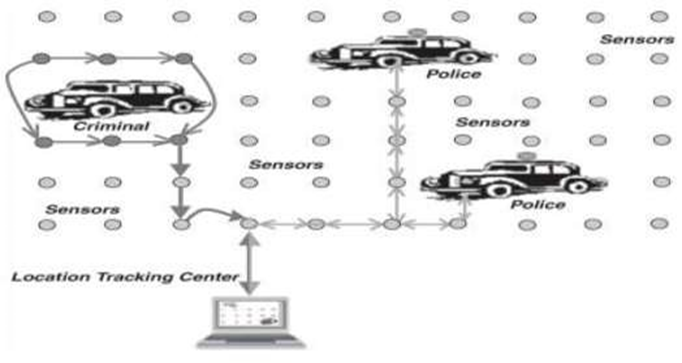 Sensors
Police
Criminal
Sensors
Sensors
Police
Sensors
Location Tracking Center